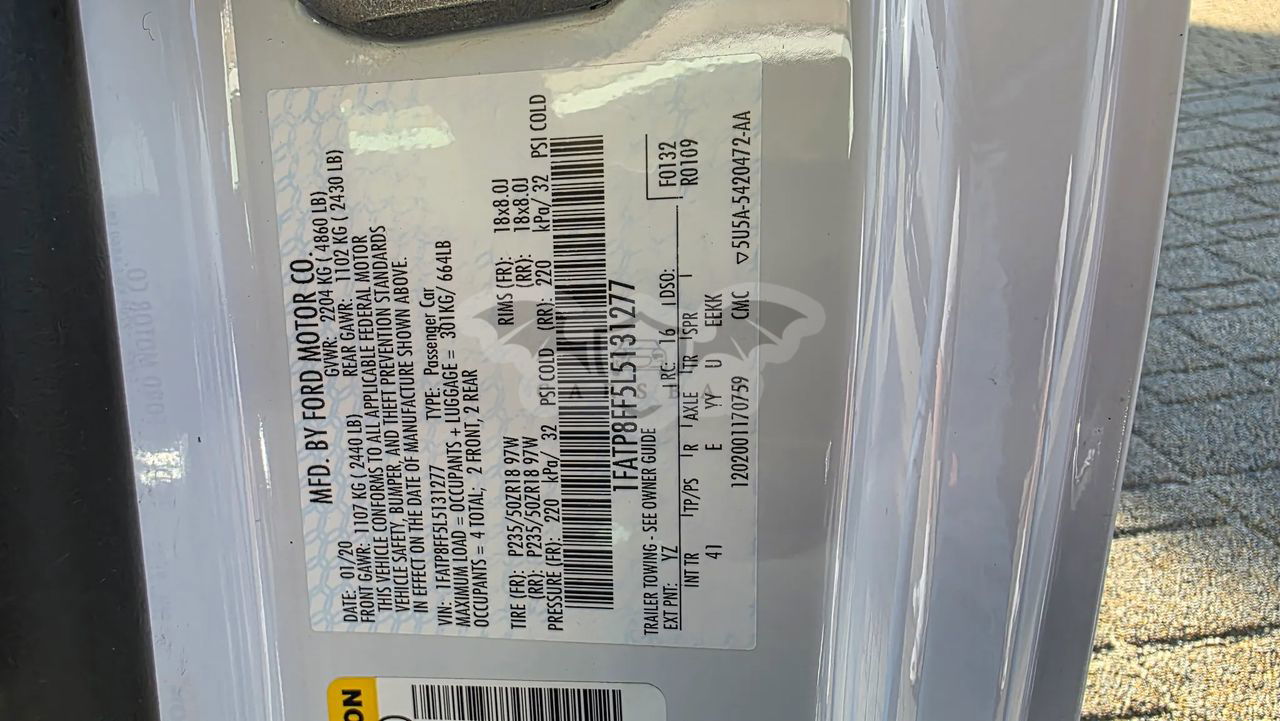 MFD. BY FORD MOTOR CO.
DATE: 01/20 GVWR: 2204 KG ( 4860 LB)
FRONT GAWR: 1107 KG ( 2440 LB) REAR GAWR: 1102 KG ( 2430 LB)
THIS VEHICLE CONFORMS TO ALL APPLICABLE FEDERAL MOTOR
VEHICLE SAFETY, BUMPER, AND THEFT PREVENTION STANDARDS
IN EFFECT ON THE DATE OF MANUFACTURE SHOWN ABOVE.
VIN: 1FATP8FF5L5131277 TYPE: Passenger Car
MAXIMUM LOAD = OCCUPANTS + LUGGAGE = 301KG/ 664LB
OCCUPANTS = 4 TOTAL; 2 FRONT, 2 REAR
TIRE (FR): P235/50ZR18 97W RIMS (FR): 18x8.0J
(RR): P235/50ZR18 97W (RR): 18x8.0J
PRESSURE (FR): 220 kPa/ 32 PSI COLD (RR): 220 kPa/ 32 PSI COLD
1FATP8FF5L5131277
TRAILER TOWING - SEE OWNER GUIDE
EXT PNT: YZ RC: 16 DSO: F0132
INT TR TP/PS R AXLE TR SPR R0109
41 E YY U EEKK
1202001170759 CMC ▽5U5A-5420472-AA
ON
ASDA